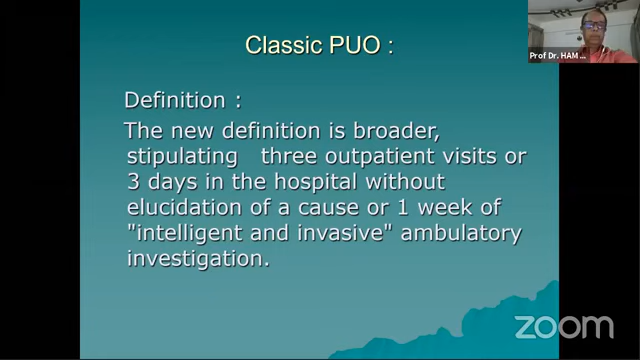 Classic PUO :
Prof Dr. HAM ...
Definition :
The new definition is broader,
stipulating three outpatient visits or
3 days in the hospital without
elucidation of a cause or 1 week of
"intelligent and invasive" ambulatory
investigation.
zoom